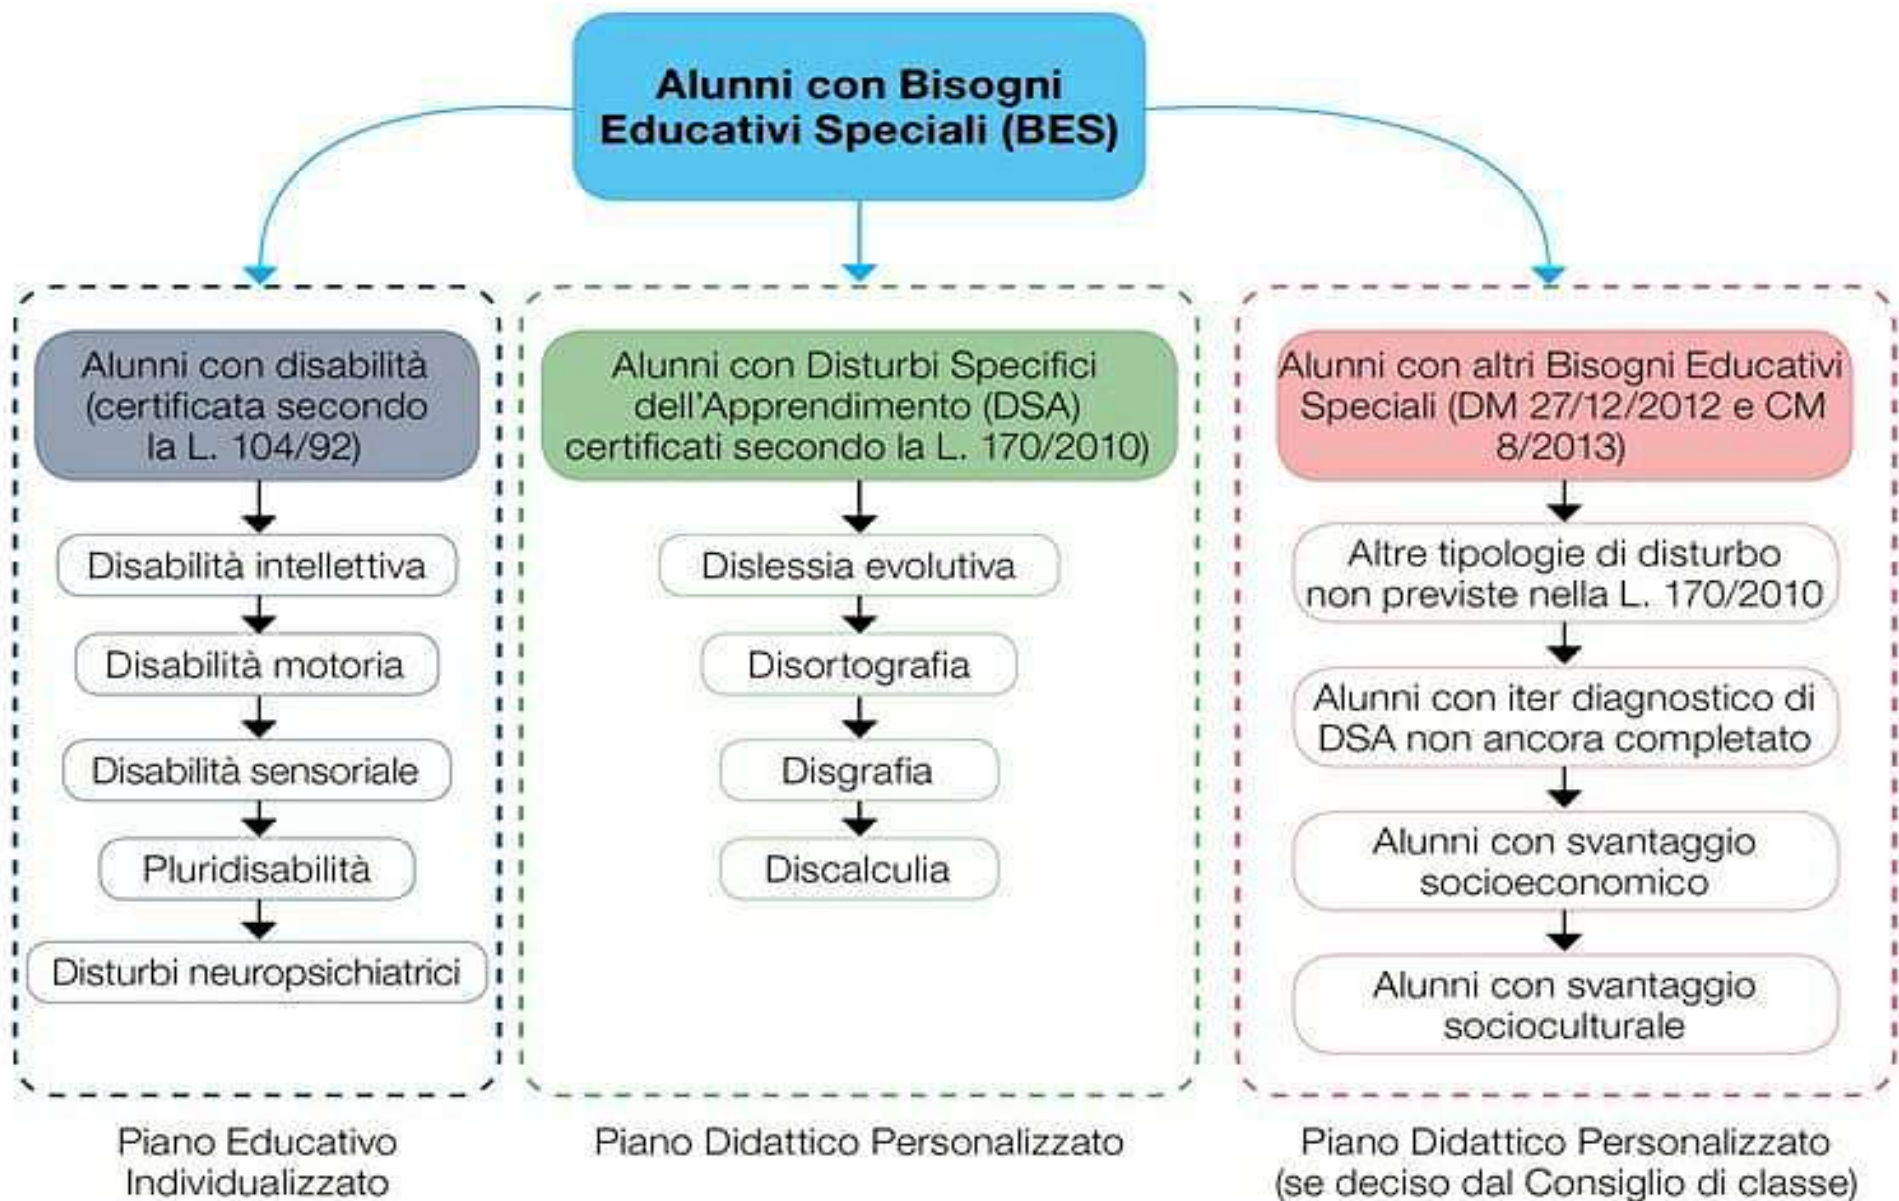 Alunni con Bisogni
Educativi Speciali (BES)
Alunni con disabilità
(certificata secondo
la L. 104/92)
Disabilità intellettiva
Disabilità motoria
Disabilità sensoriale
Pluridisabilità
Disturbi neuropsichiatrici
Piano Educativo
Individualizzato
Alunni con Disturbi Specifici
dell'Apprendimento (DSA)
certificati secondo la L. 170/2010)
Dislessia evolutiva
Disortografia
Disgrafia
Discalculia
Piano Didattico Personalizzato
Alunni con altri Bisogni Educativi
Speciali (DM 27/12/2012 e CM
8/2013)
Altre tipologie di disturbo
non previste nella L. 170/2010
Alunni con iter diagnostico di
DSA non ancora completato
Alunni con svantaggio
socioeconomico
Alunni con svantaggio
socioculturale
Piano Didattico Personalizzato
(se deciso dal Consiglio di classe)